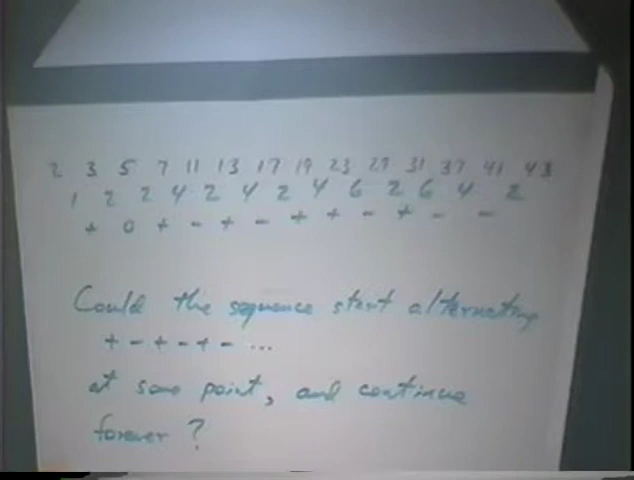 2 3 5 7 11 13 17 19 23 29 31 37 41 43
1 2 2 4 2 4 2 4 6 2 6 4 2
+ 0 + - + - + + - + - -
Could the sequence start alternating
+ - + - + - ...
at some point, and continue
forever ?